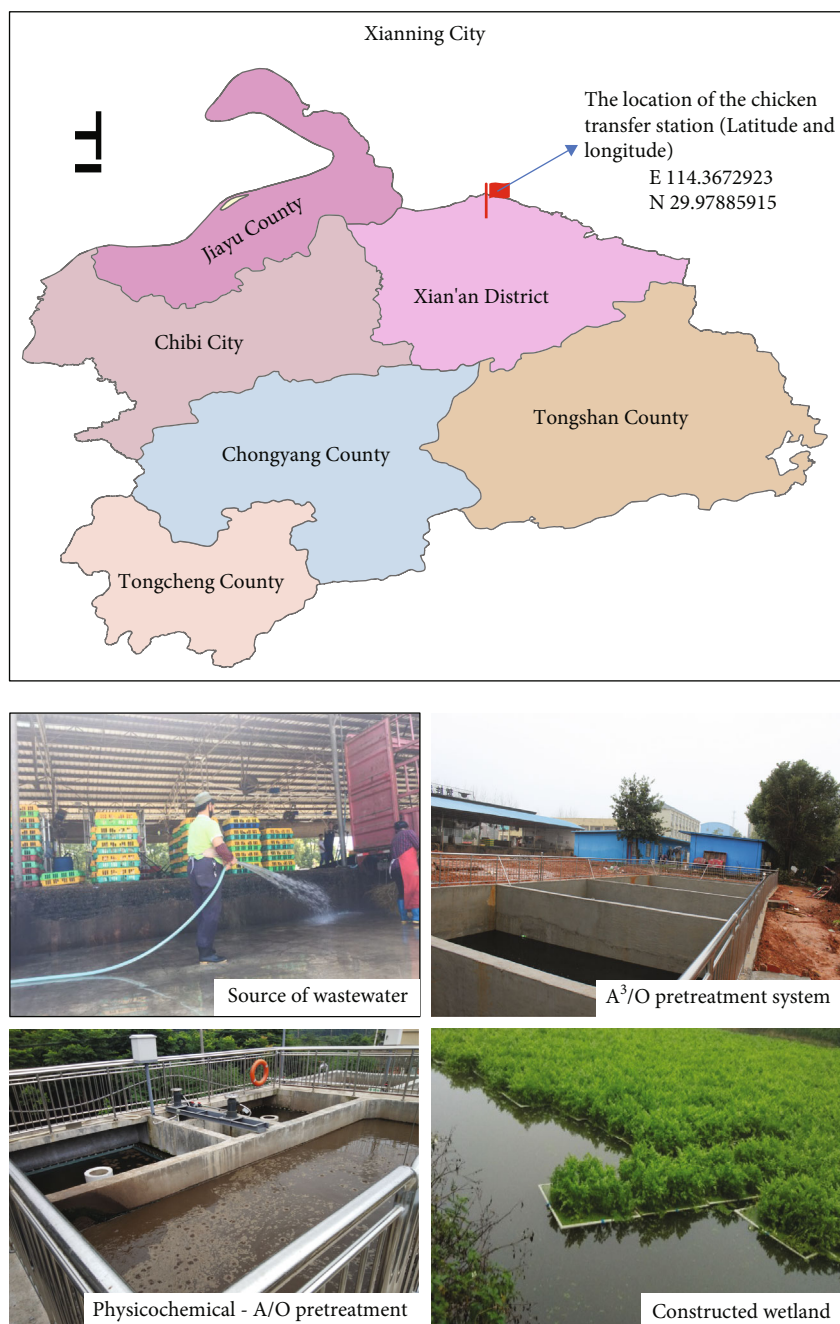 Xianning City
The location of the chicken
transfer station (Latitude and
longitude)
E 114.3672923
N 29.97885915
Jiayu County
Xian'an District
Chibi City
Tongshan County
Chongyang County
Tongcheng County
Source of wastewater
A³/O pretreatment system
Physicochemical - A/O pretreatment
Constructed wetland